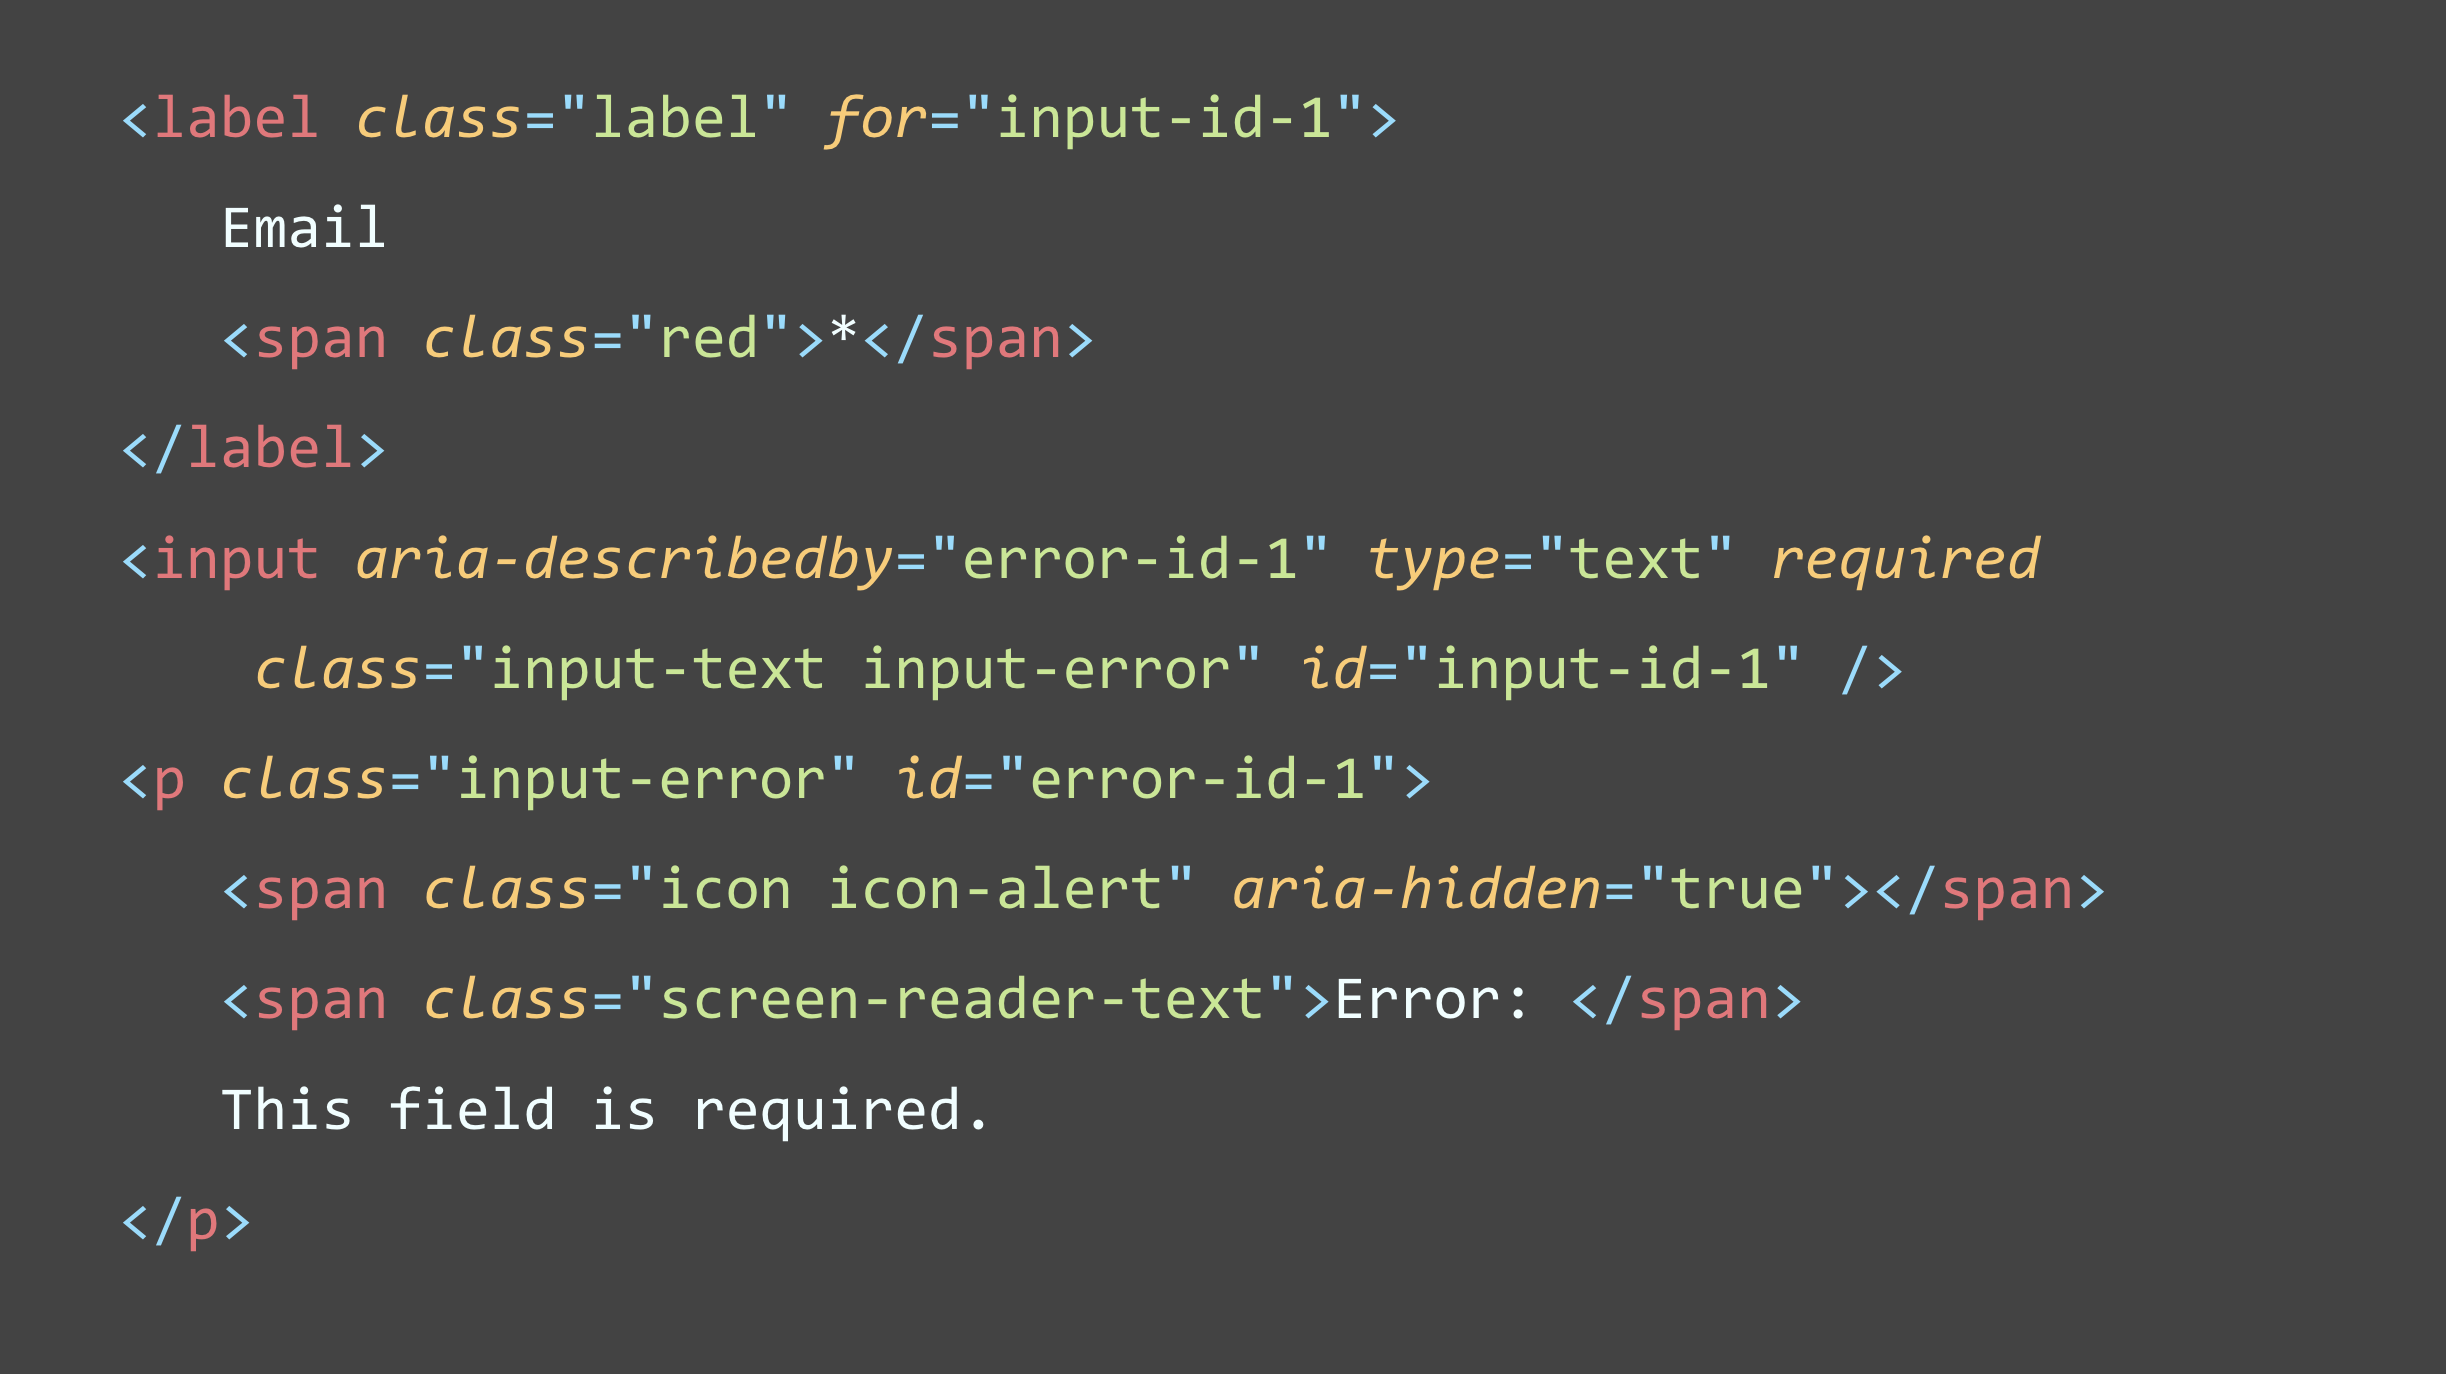 <label class="label" for="input-id-1">
   Email
   <span class="red">*</span>
</label>
<input aria-describedby="error-id-1" type="text" required
    class="input-text input-error" id="input-id-1" />
<p class="input-error" id="error-id-1">
   <span class="icon icon-alert" aria-hidden="true"></span>
   <span class="screen-reader-text">Error: </span>
   This field is required.
</p>